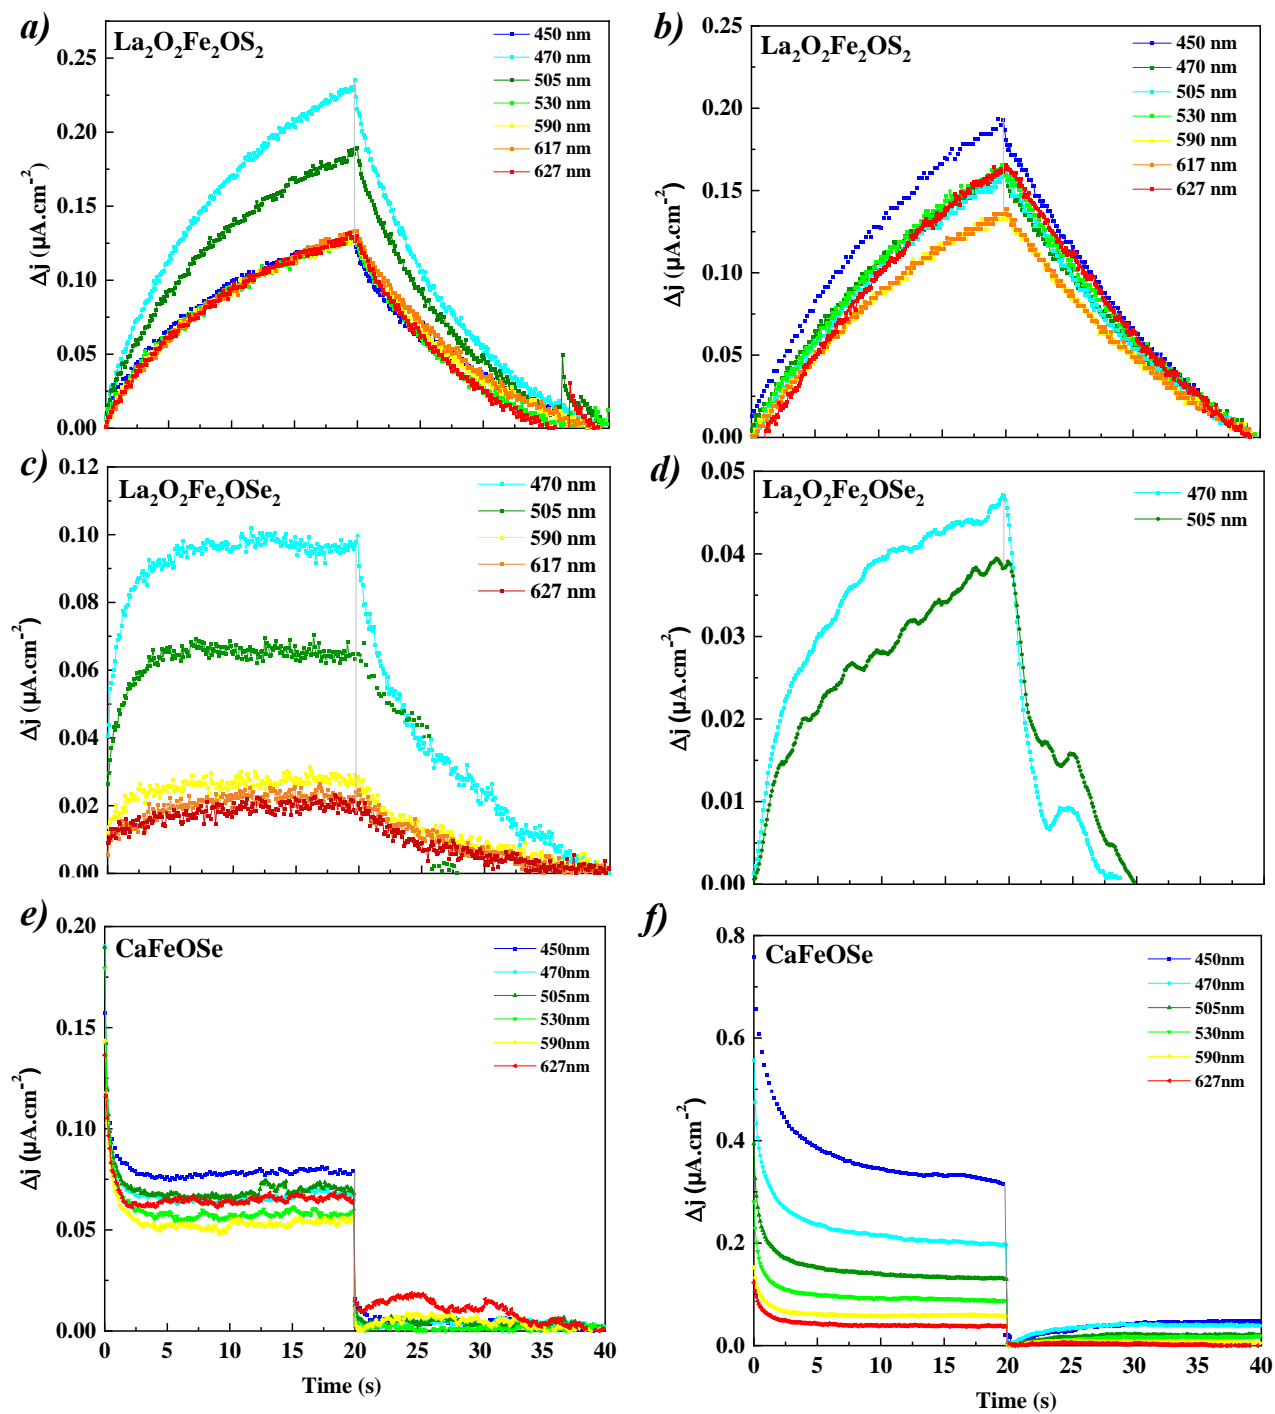 a)
La₂O₂Fe₂OS₂
450 nm
470 nm
505 nm
530 nm
590 nm
617 nm
627 nm
0.25
0.20
0.15
0.10
0.05
0.00
Δj (µA.cm⁻²)
b)
La₂O₂Fe₂OS₂
450 nm
470 nm
505 nm
530 nm
590 nm
617 nm
627 nm
0.25
0.20
0.15
0.10
0.05
0.00
Δj (µA.cm⁻²)
c)
La₂O₂Fe₂OSe₂
470 nm
505 nm
590 nm
617 nm
627 nm
0.12
0.10
0.08
0.06
0.04
0.02
0.00
Δj (µA.cm⁻²)
d)
La₂O₂Fe₂OSe₂
470 nm
505 nm
0.05
0.04
0.03
0.02
0.01
0.00
Δj (µA.cm⁻²)
e)
CaFeOSe
450nm
470nm
505nm
530nm
590nm
627nm
0.20
0.15
0.10
0.05
0.00
Δj (µA.cm⁻²)
0 5 10 15 20 25 30 35 40
Time (s)
f)
CaFeOSe
450nm
470nm
505nm
530nm
590nm
627nm
0.8
0.6
0.4
0.2
0.0
Δj (µA.cm⁻²)
0 5 10 15 20 25 30 35 40
Time (s)